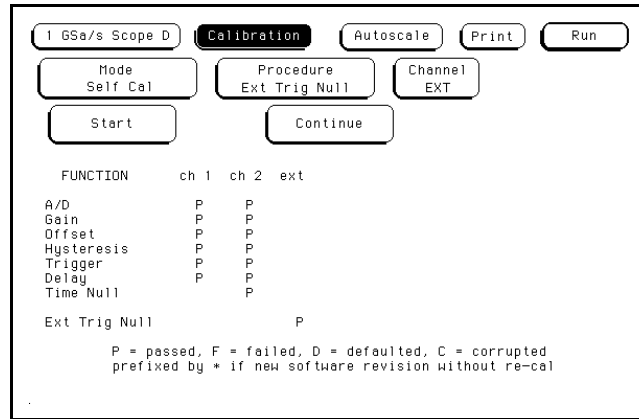 1 GSa/s Scope D Calibration Autoscale Print Run
Mode Procedure Channel
Self Cal Ext Trig Null EXT
Start Continue
FUNCTION ch 1 ch 2 ext
A/D P P
Gain P P
Offset P P
Hysteresis P P
Trigger P P
Delay P P
Time Null P
Ext Trig Null P
P = passed, F = failed, D = defaulted, C = corrupted
prefixed by * if new software revision without re-cal